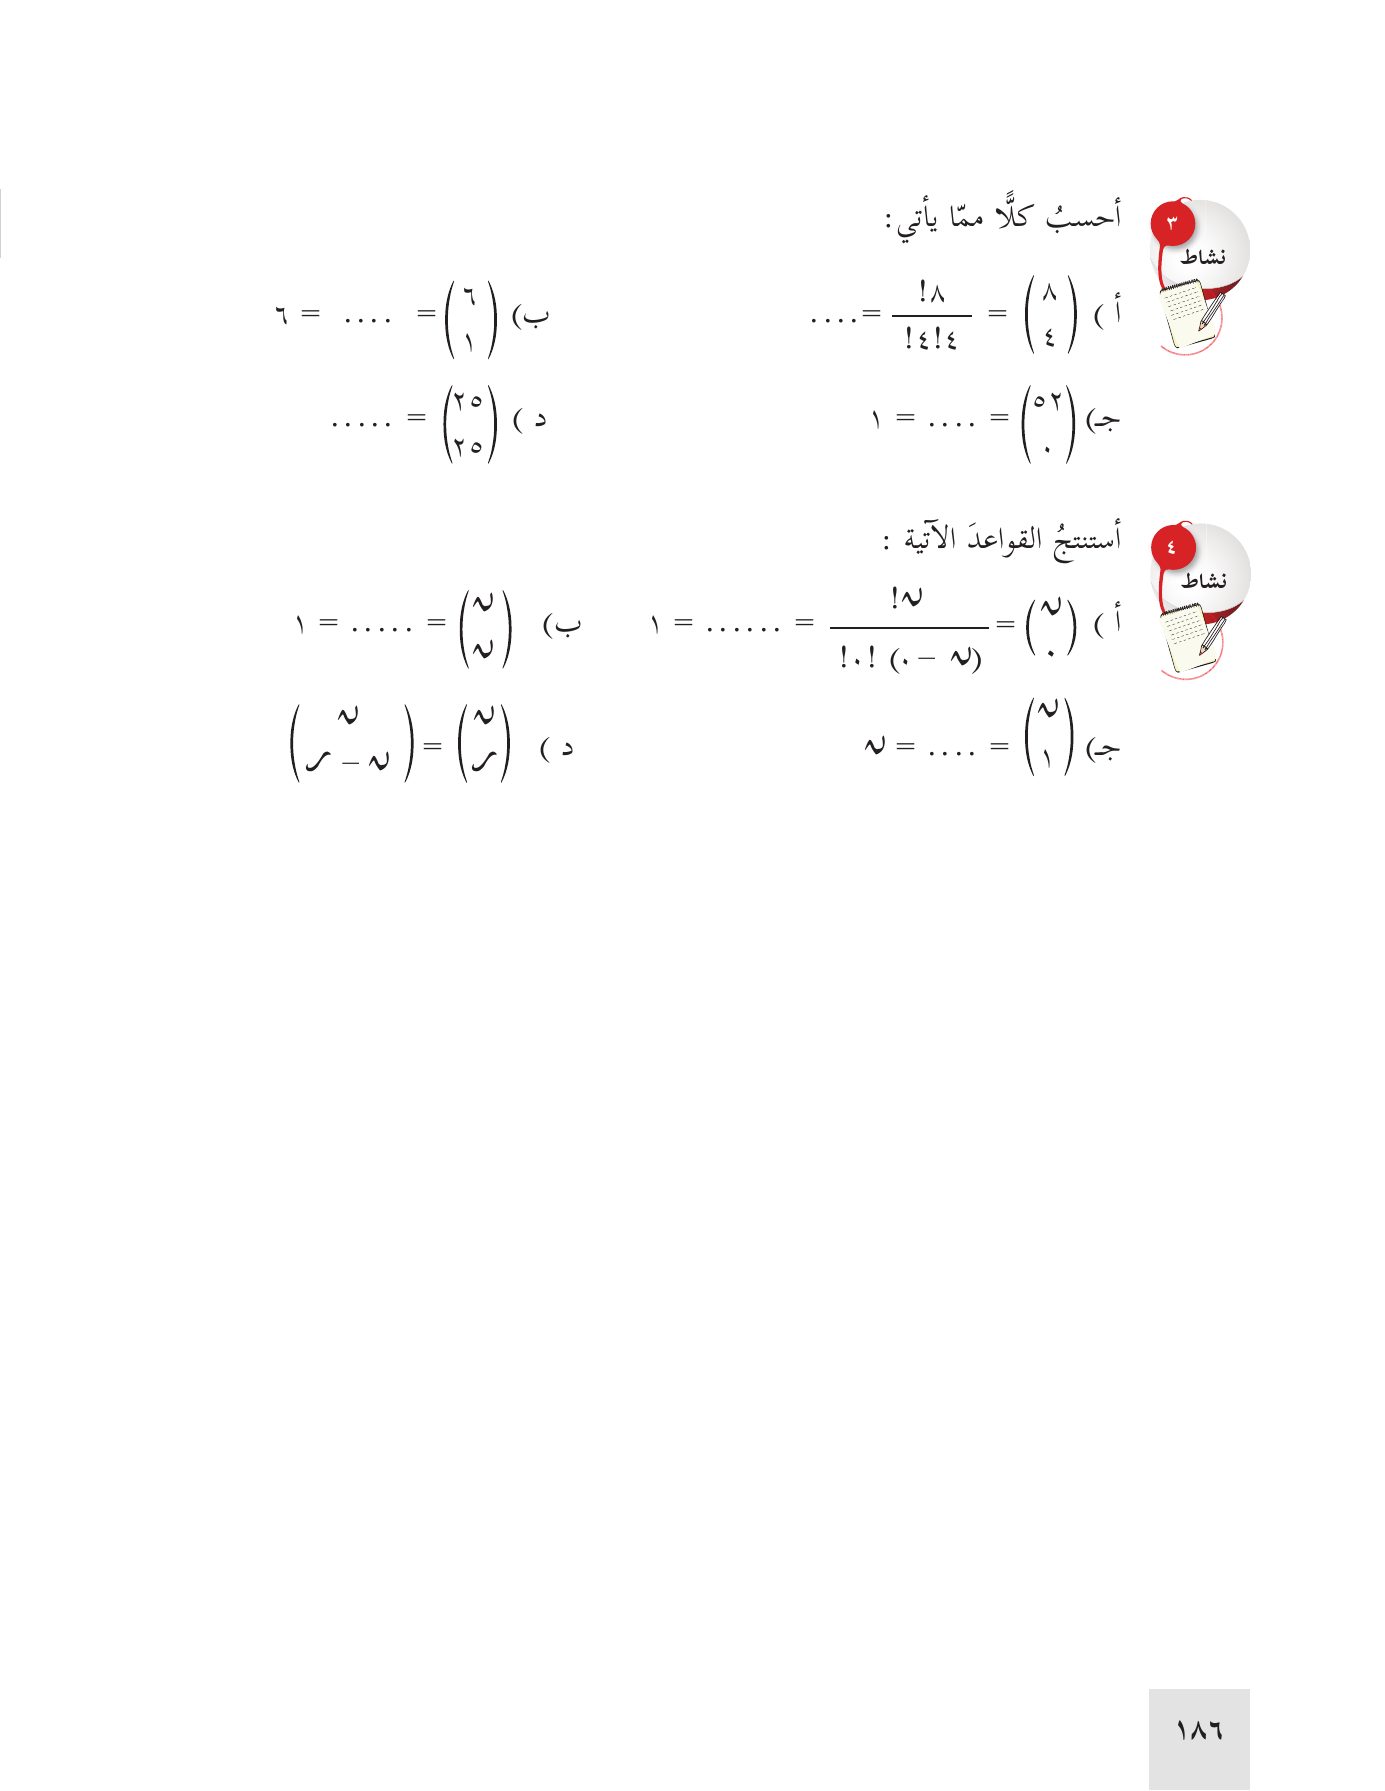 ٣
نشاط
أحسبُ كلًّا ممّا يأتي:
أ ) (٨ ٤) = ٨! / ٤!٤! = .... ب) (٦ ١) = .... = ٦
جـ) (٥٢ ٠) = .... = ١ د ) (٢٥ ٢٥) = .....
٤
نشاط
أستنتجُ القواعدَ الآتية :
أ ) (ن ٠) = ن! / (ن – ٠)! ٠! = ...... = ١ ب) (ن ن) = ..... = ١
جـ) (ن ١) = .... = ن د ) (ن ر) = (ن ن – ر)
١٨٦